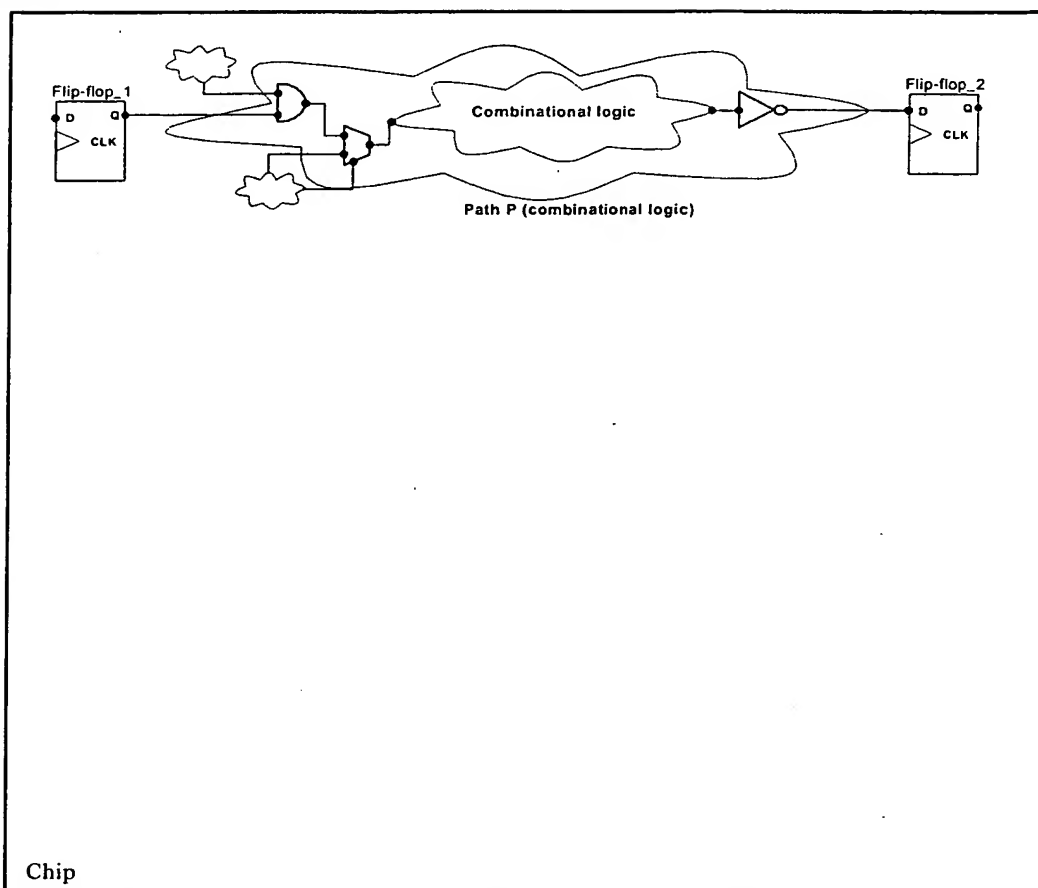 Flip-flop_1
D
Q
CLK
Combinational logic
Flip-flop_2
D
Q
CLK
Path P (combinational logic)
Chip